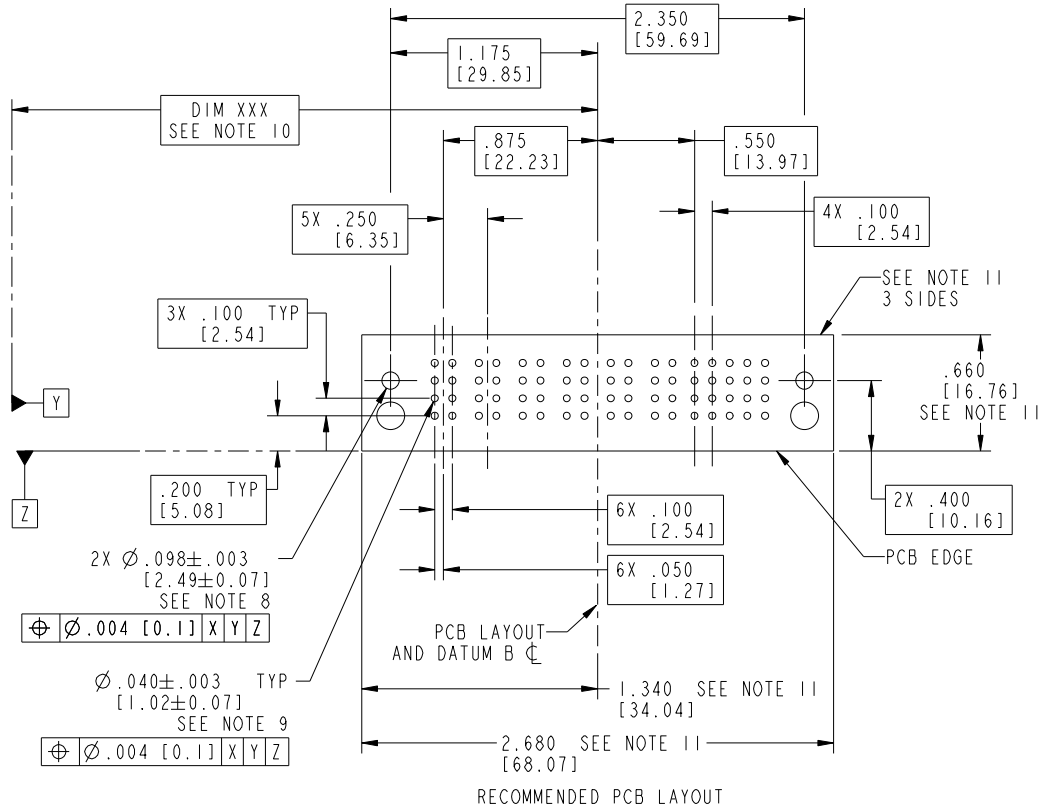 2.350
[59.69]
1.175
[29.85]
DIM XXX
SEE NOTE 10
.875
[22.23]
.550
[13.97]
5X .250
[6.35]
4X .100
[2.54]
SEE NOTE 11
3 SIDES
3X .100 TYP
[2.54]
.660
[16.76]
SEE NOTE 11
Y
Z
.200 TYP
[5.08]
6X .100
[2.54]
2X .400
[10.16]
PCB EDGE
2X Ø.098±.003
[2.49±0.07]
SEE NOTE 8
⌖ Ø.004 [0.1] X Y Z
6X .050
[1.27]
PCB LAYOUT
AND DATUM B ℄
Ø.040±.003 TYP
[1.02±0.07]
SEE NOTE 9
⌖ Ø.004 [0.1] X Y Z
1.340 SEE NOTE 11
[34.04]
2.680 SEE NOTE 11
[68.07]
RECOMMENDED PCB LAYOUT